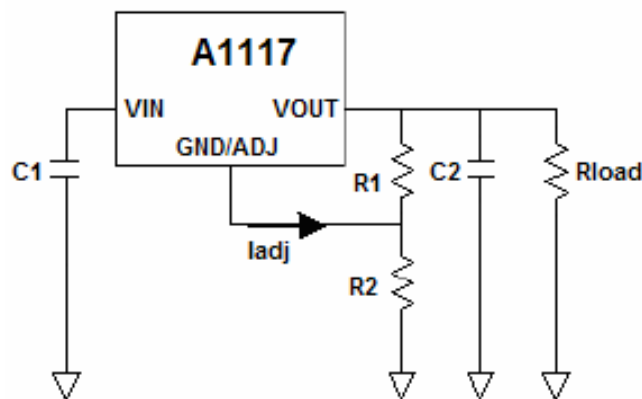 A1117
VIN
VOUT
GND/ADJ
C1
R1
C2
Rload
Iadj
R2